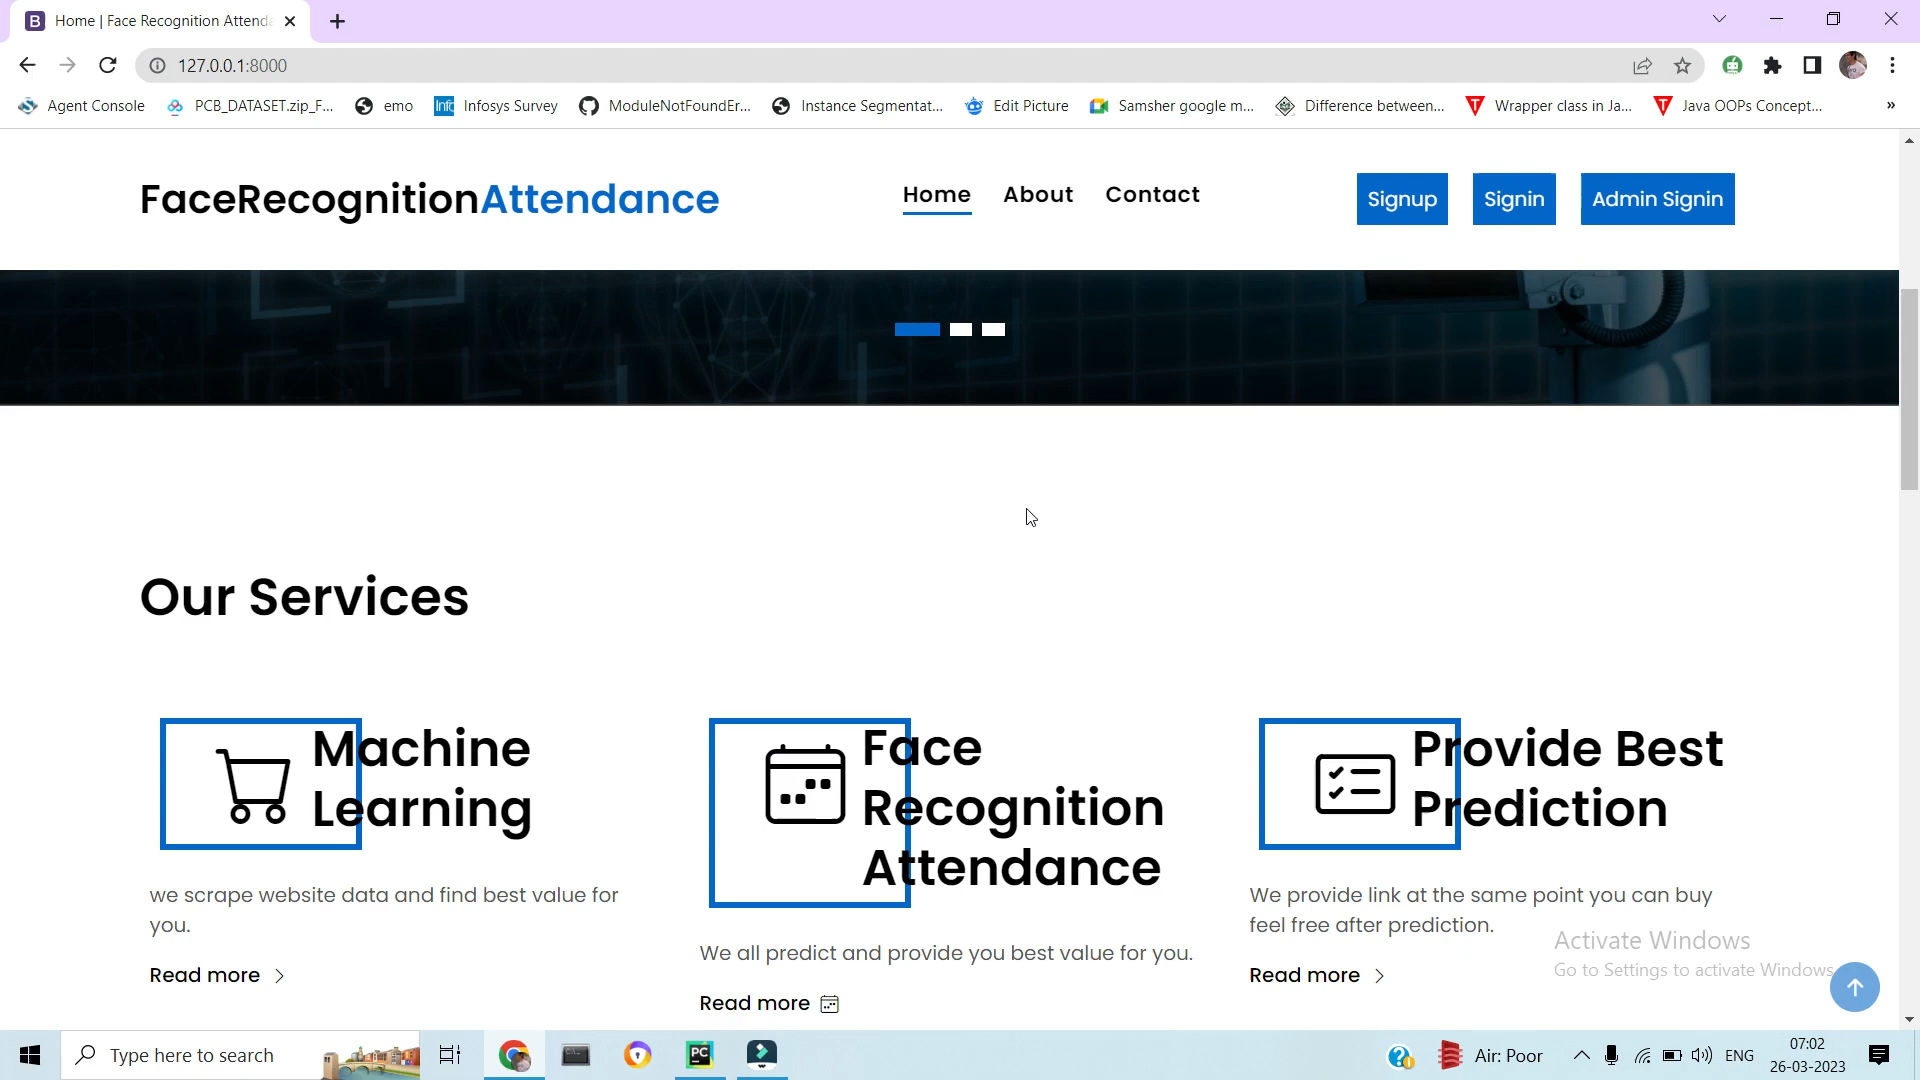 Home | Face Recognition Attenda
127.0.0.1:8000
Agent Console PCB_DATASET.zip_F... emo Infosys Survey ModuleNotFoundEr... Instance Segmentat... Edit Picture Samsher google m... Difference between... Wrapper class in Ja... Java OOPs Concept... »
FaceRecognitionAttendance Home About Contact Signup Signin Admin Signin
Our Services
Machine
Learning
we scrape website data and find best value for
you.
Read more
Face
Recognition
Attendance
We all predict and provide you best value for you.
Read more
Provide Best
Prediction
We provide link at the same point you can buy
feel free after prediction.
Read more
Activate Windows
Go to Settings to activate Windows.
Type here to search
Air: Poor ENG 07:02
26-03-2023